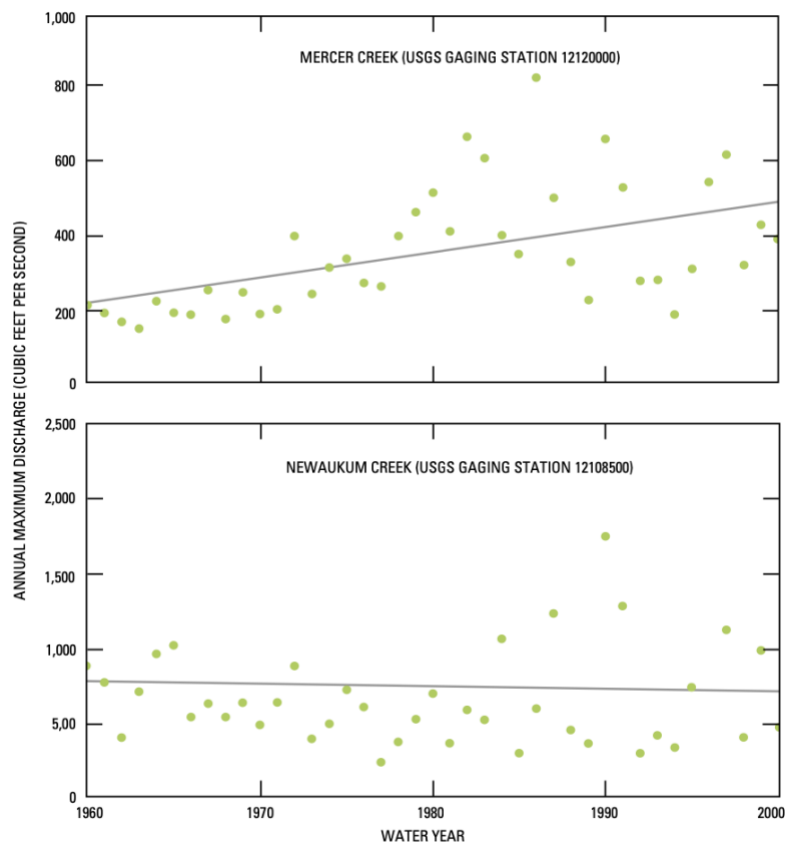 1,000
MERCER CREEK (USGS GAGING STATION 12120000)
800
600
400
200
0
ANNUAL MAXIMUM DISCHARGE (CUBIC FEET PER SECOND)
2,500
NEWAUKUM CREEK (USGS GAGING STATION 12108500)
2,000
1,500
1,000
5,00
0
1960 1970 1980 1990 2000
WATER YEAR